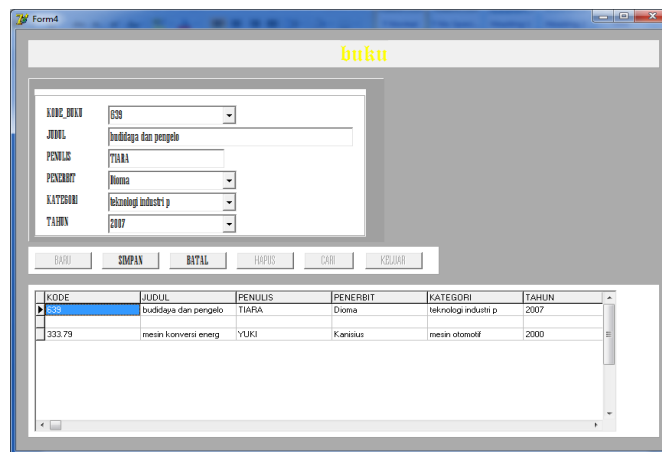 Form4
buku
KODE_BUKU 639
JUDUL budidaya dan pengelo
PENULIS TIARA
PENERBIT Dioma
KATEGORI teknologi industri p
TAHUN 2007
BARU SIMPAN BATAL HAPUS CARI KELUAR
KODE JUDUL PENULIS PENERBIT KATEGORI TAHUN
639 budidaya dan pengelo TIARA Dioma teknologi industri p 2007
333.79 mesin konversi energ YUKI Kanisius mesin otomotif 2000